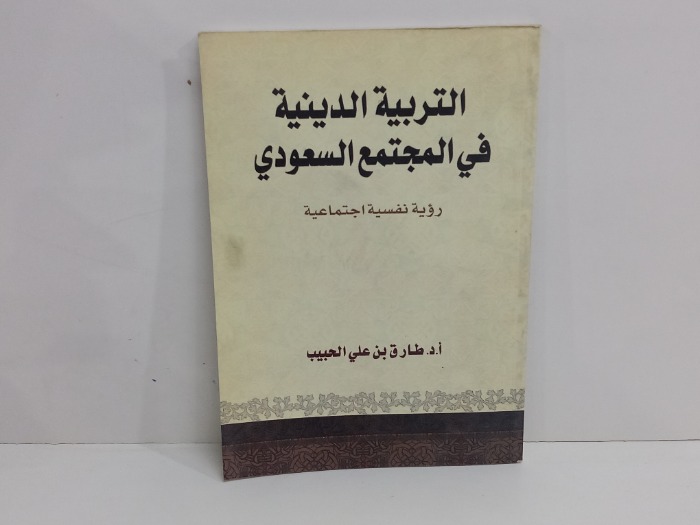 التربية الدينية
في المجتمع السعودي
رؤية نفسية اجتماعية
أ.د. طارق بن علي الحبيب